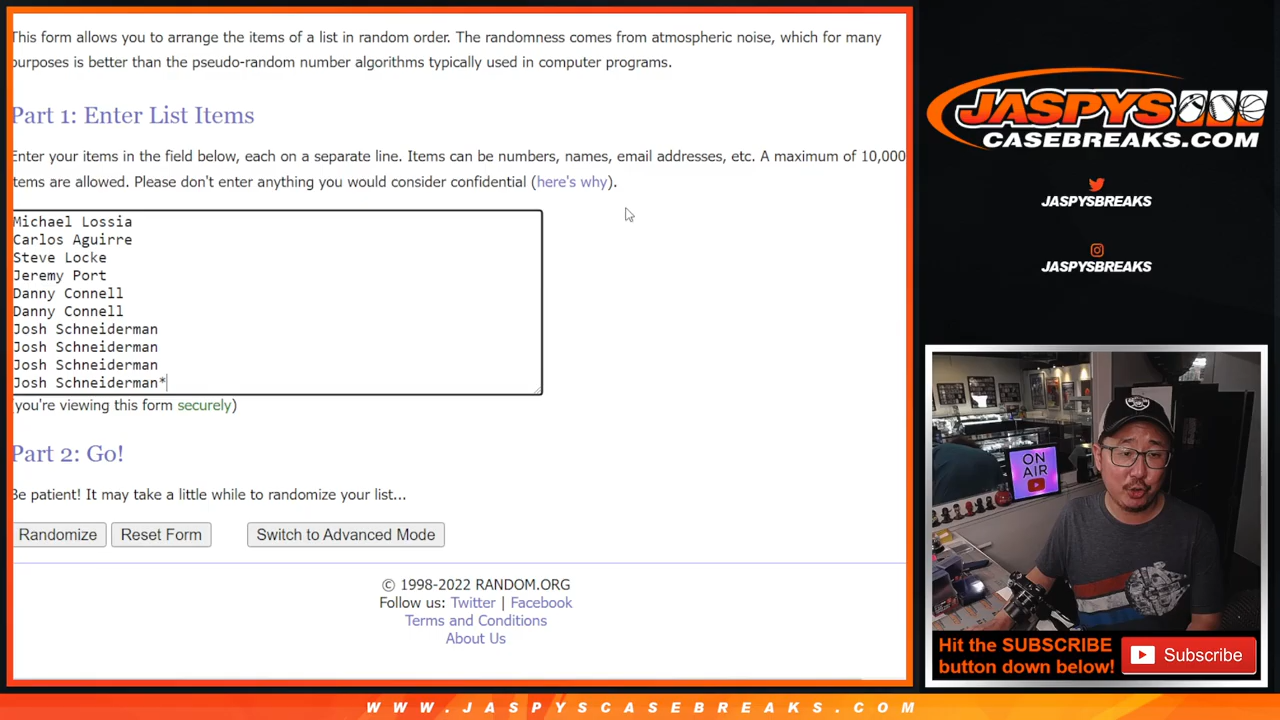 This form allows you to arrange the items of a list in random order. The randomness comes from atmospheric noise, which for many
purposes is better than the pseudo-random number algorithms typically used in computer programs.
Part 1: Enter List Items
Enter your items in the field below, each on a separate line. Items can be numbers, names, email addresses, etc. A maximum of 10,000
items are allowed. Please don't enter anything you would consider confidential (here's why).
Michael Lossia
Carlos Aguirre
Steve Locke
Jeremy Port
Danny Connell
Danny Connell
Josh Schneiderman
Josh Schneiderman
Josh Schneiderman
Josh Schneiderman*
(you're viewing this form securely)
Part 2: Go!
Be patient! It may take a little while to randomize your list...
Randomize Reset Form Switch to Advanced Mode
© 1998-2022 RANDOM.ORG
Follow us: Twitter | Facebook
Terms and Conditions
About Us
JASPYS
CASEBREAKS.COM
JASPYSBREAKS
JASPYSBREAKS
ON
AIR
Hit the SUBSCRIBE
button down below!
Subscribe
WWW.JASPYSCASEBREAKS.COM